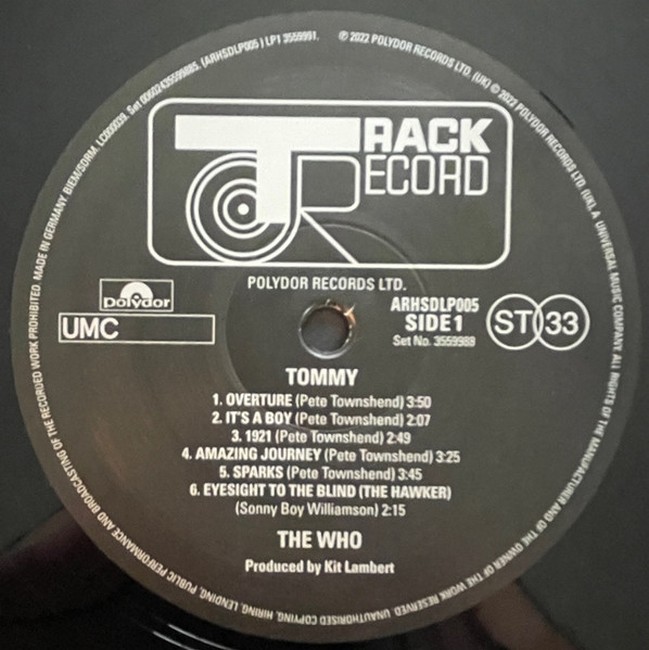 MADE IN GERMANY. BIEM/SDRM. LC000309. Set 00602435599885. (ARHSDLP005) LP1 3559991. ℗ 2022 POLYDOR RECORDS LTD. (UK) © 2022 POLYDOR RECORDS LTD. (UK). A UNIVERSAL MUSIC COMPANY. ALL RIGHTS OF THE MANUFACTURER AND OF THE OWNER OF THE WORK RESERVED. UNAUTHORISED COPYING, HIRING, LENDING, PUBLIC PERFORMANCE AND BROADCASTING OF THE RECORDED WORK PROHIBITED.
TRACK
RECORD
POLYDOR RECORDS LTD.
polydor
UMC
ARHSDLP005
SIDE 1
Set No. 3559988
ST 33
TOMMY
1. OVERTURE (Pete Townshend) 3:50
2. IT'S A BOY (Pete Townshend) 2:07
3. 1921 (Pete Townshend) 2:49
4. AMAZING JOURNEY (Pete Townshend) 3:25
5. SPARKS (Pete Townshend) 3:45
6. EYESIGHT TO THE BLIND (THE HAWKER)
(Sonny Boy Williamson) 2:15
THE WHO
Produced by Kit Lambert